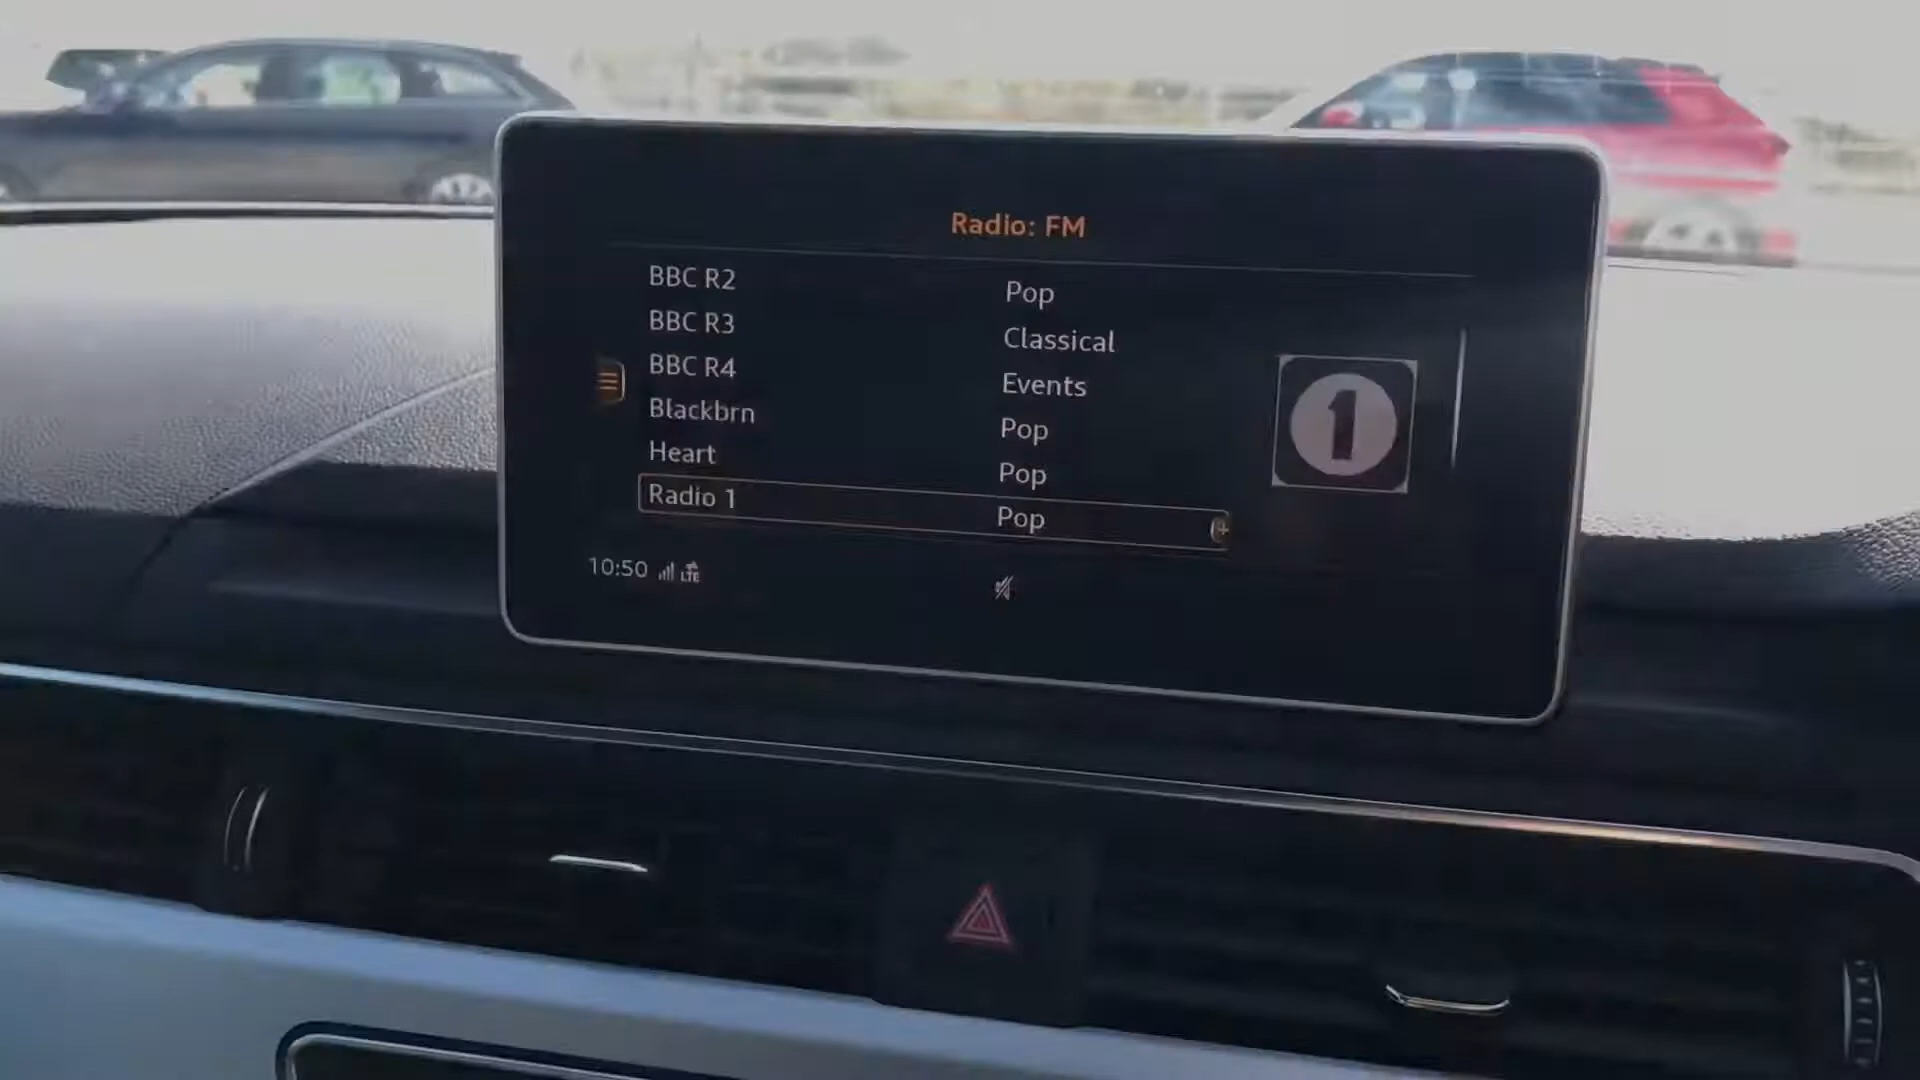 Radio: FM
BBC R2 Pop
BBC R3 Classical
BBC R4 Events
Blackbrn Pop
Heart Pop
Radio 1 Pop
1
10:50 LTE